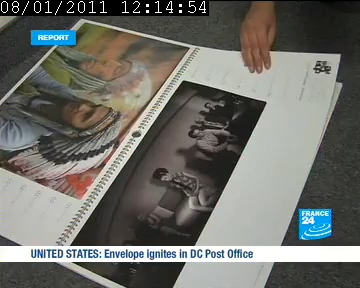 08/01/2011 12:14:54
REPORT
FRANCE
24
UNITED STATES: Envelope Ignites in DC Post Office